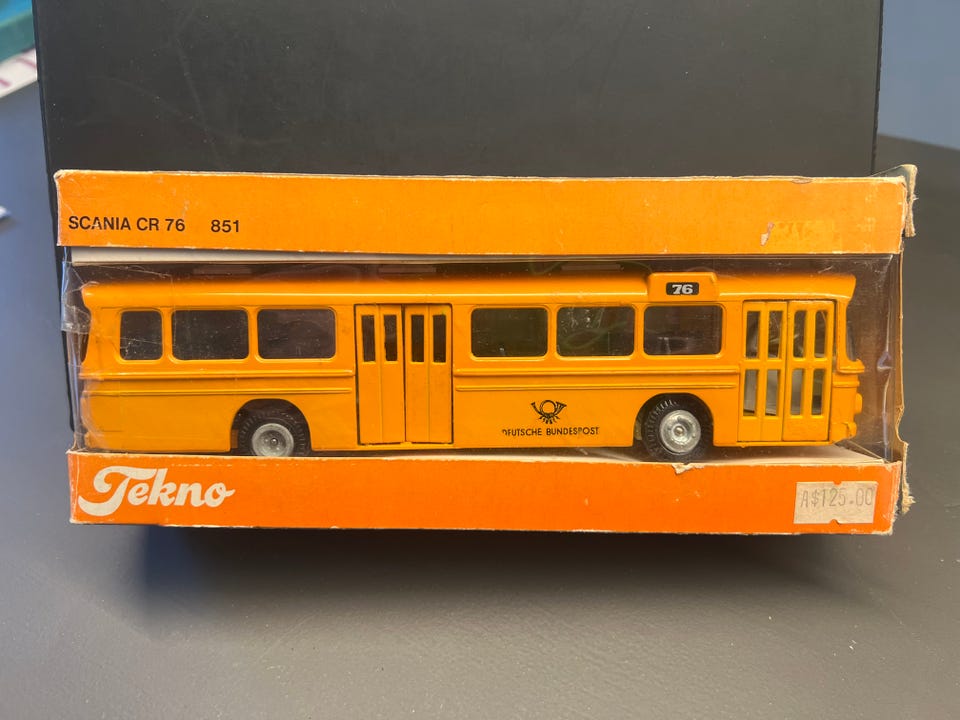 SCANIA CR 76 851
76
DEUTSCHE BUNDESPOST
Tekno
A$125.00